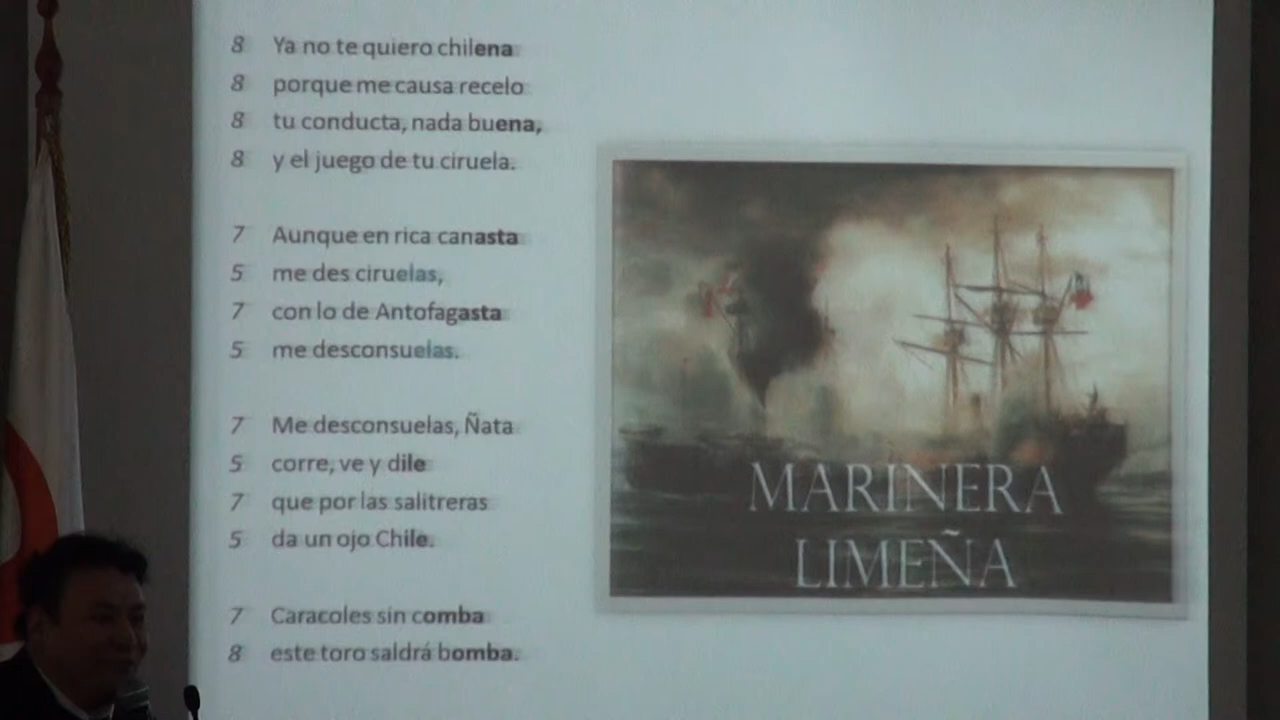 8 Ya no te quiero chilena
8 porque me causa recelo
8 tu conducta, nada buena,
8 y el juego de tu ciruela.
7 Aunque en rica canasta
5 me des ciruelas,
7 con lo de Antofagasta
5 me desconsuelas.
7 Me desconsuelas, Ñata
5 corre, ve y dile
7 que por las salitreras
5 da un ojo Chile.
7 Caracoles sin comba
8 este toro saldrá bomba.
MARINERA
LIMEÑA